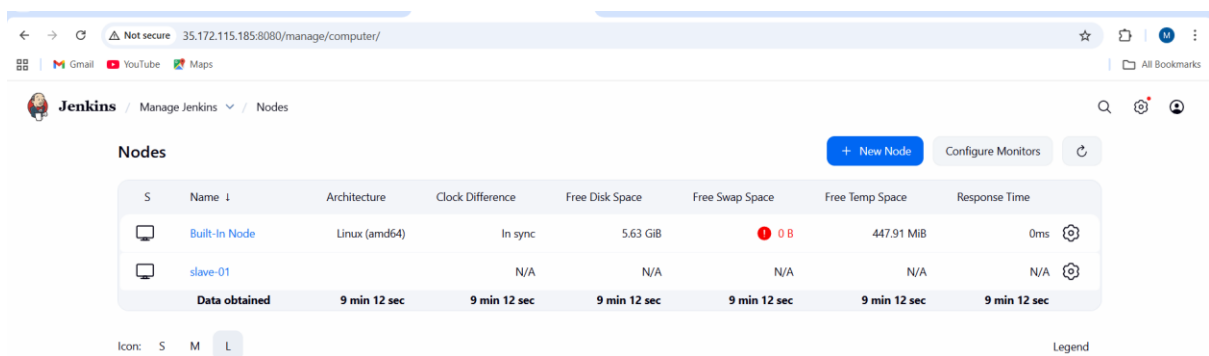 Not secure 35.172.115.185:8080/manage/computer/ M
Gmail YouTube Maps All Bookmarks
Jenkins / Manage Jenkins / Nodes
Nodes + New Node Configure Monitors
S Name ↓ Architecture Clock Difference Free Disk Space Free Swap Space Free Temp Space Response Time
Built-In Node Linux (amd64) In sync 5.63 GiB 0 B 447.91 MiB 0ms
slave-01 N/A N/A N/A N/A N/A
Data obtained 9 min 12 sec 9 min 12 sec 9 min 12 sec 9 min 12 sec 9 min 12 sec 9 min 12 sec
Icon: S M L Legend